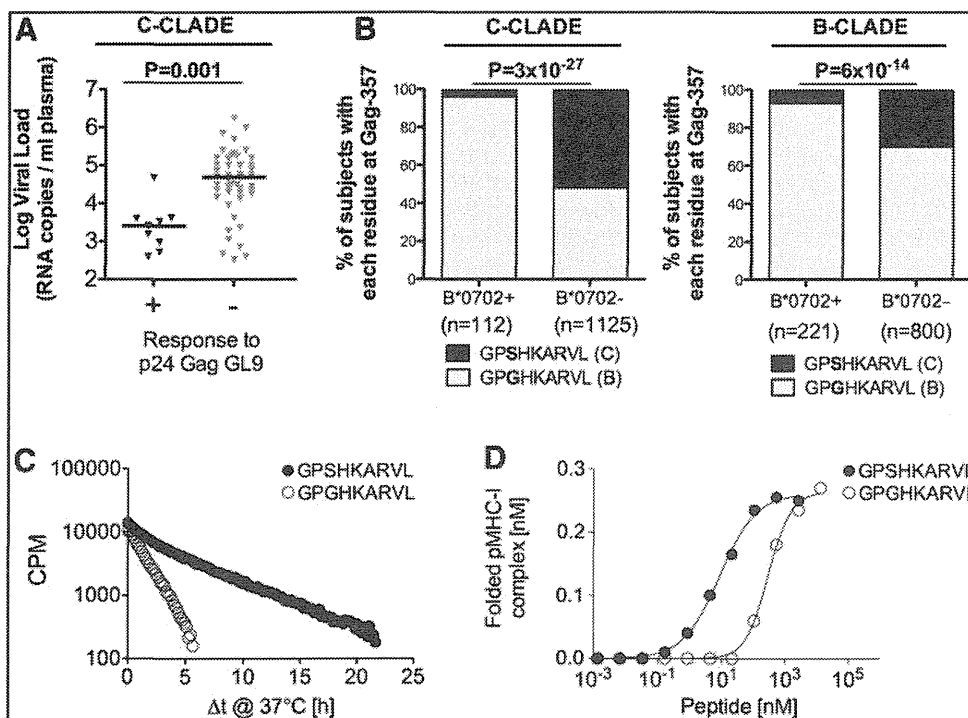 A
C-CLADE
P=0.001
Log Viral Load
(RNA copies / ml plasma)
7
6
5
4
3
2
+
-
Response to
p24 Gag GL9
B
C-CLADE
P=3x10-27
% of subjects with
each residue at Gag-357
100
80
60
40
20
0
B*0702+
B*0702-
(n=112)
(n=1125)
GPSHKARVL (C)
GPGHKARVL (B)
B-CLADE
P=6x10-14
% of subjects with
each residue at Gag-357
100
80
60
40
20
0
B*0702+
B*0702-
(n=221)
(n=800)
GPSHKARVL (C)
GPGHKARVL (B)
C
CPM
100000
10000
1000
100
0
5
10
15
20
25
Δt @ 37°C [h]
GPSHKARVL
GPGHKARVL
D
Folded pMHC-I
complex [nM]
0.3
0.2
0.1
0.0
10-3
10-1
101
103
105
Peptide [nM]
GPSHKARVL
GPGHKARVL